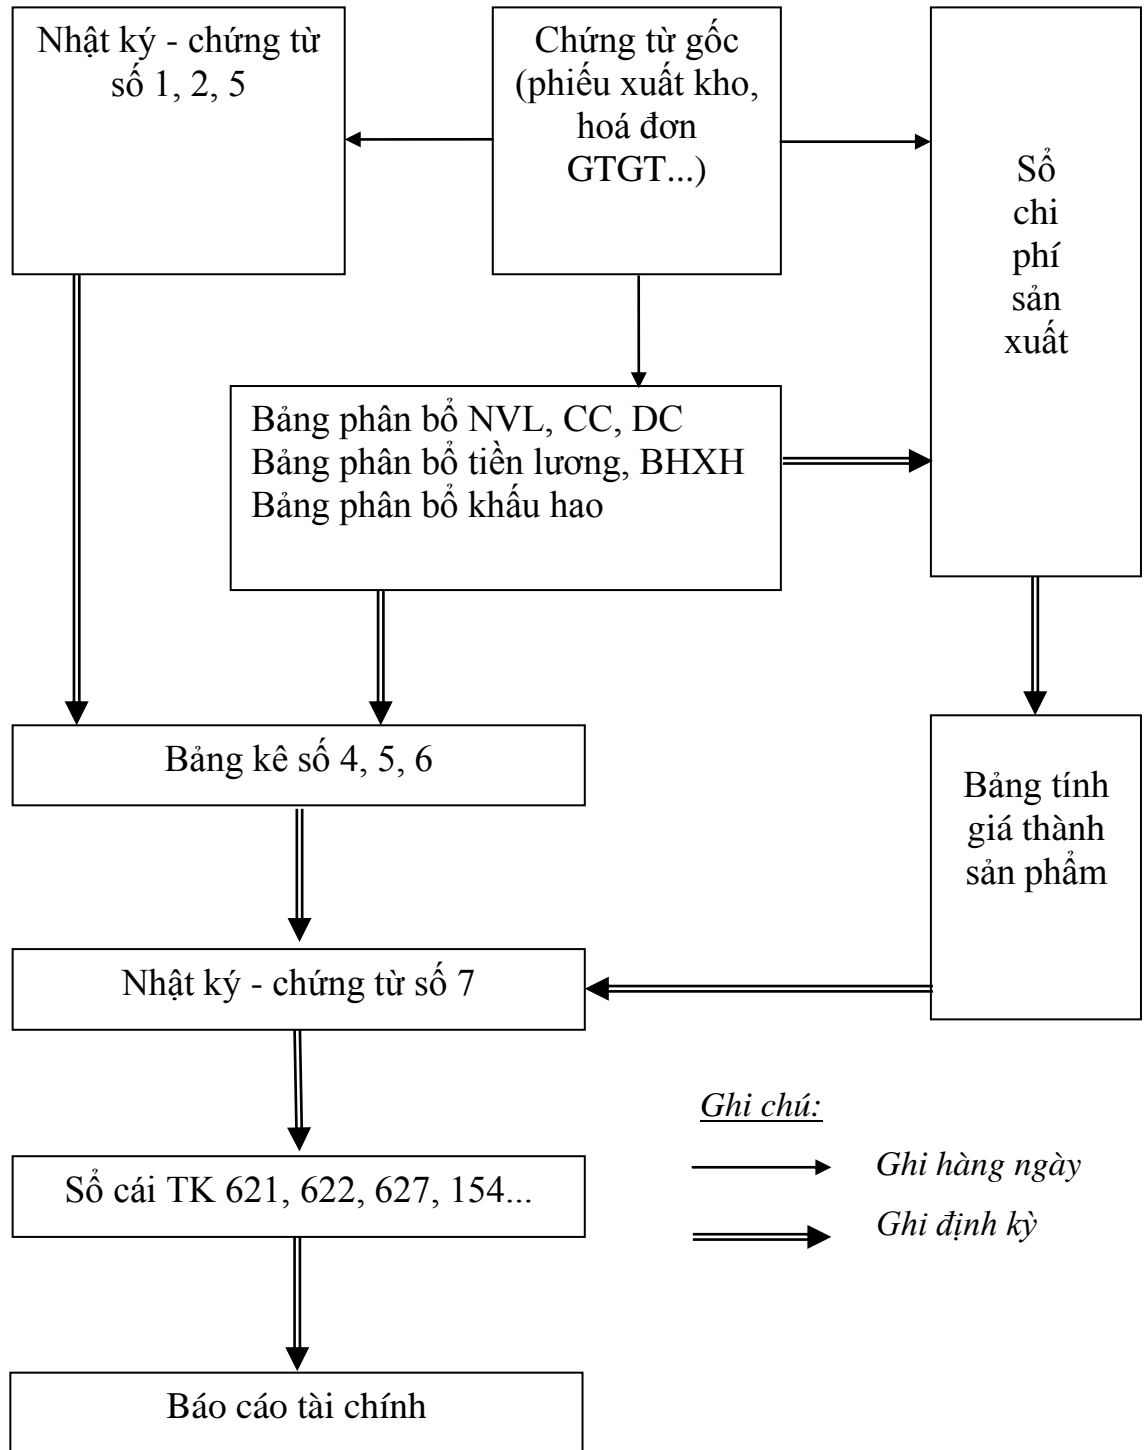 Nhật ký - chứng từ
số 1, 2, 5
Chứng từ gốc
(phiếu xuất kho,
hoá đơn
GTGT...)
Sổ
chi
phí
sản
xuất
Bảng phân bổ NVL, CC, DC
Bảng phân bổ tiền lương, BHXH
Bảng phân bổ khấu hao
Bảng kê số 4, 5, 6
Bảng tính
giá thành
sản phẩm
Nhật ký - chứng từ số 7
Ghi chú:
Ghi hàng ngày
Ghi định kỳ
Sổ cái TK 621, 622, 627, 154...
Báo cáo tài chính